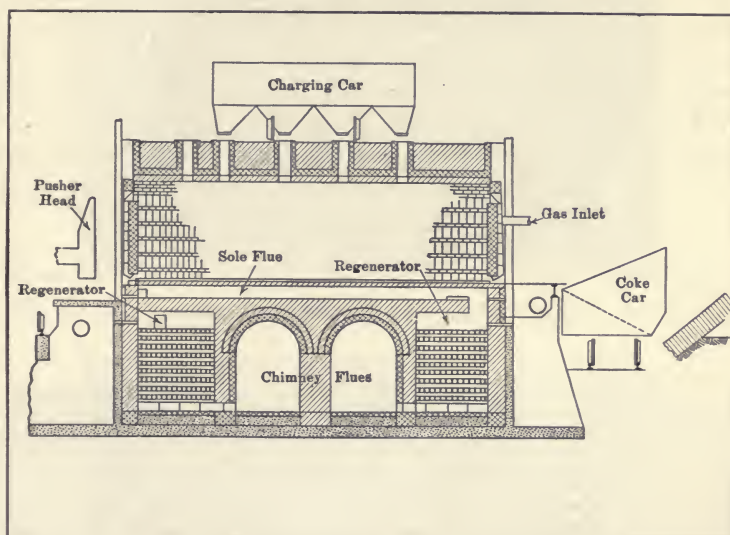 Charging Car
Pusher
Head
Gas Inlet
Sole Flue
Regenerator
Regenerator
Coke
Car
Chimney Flues